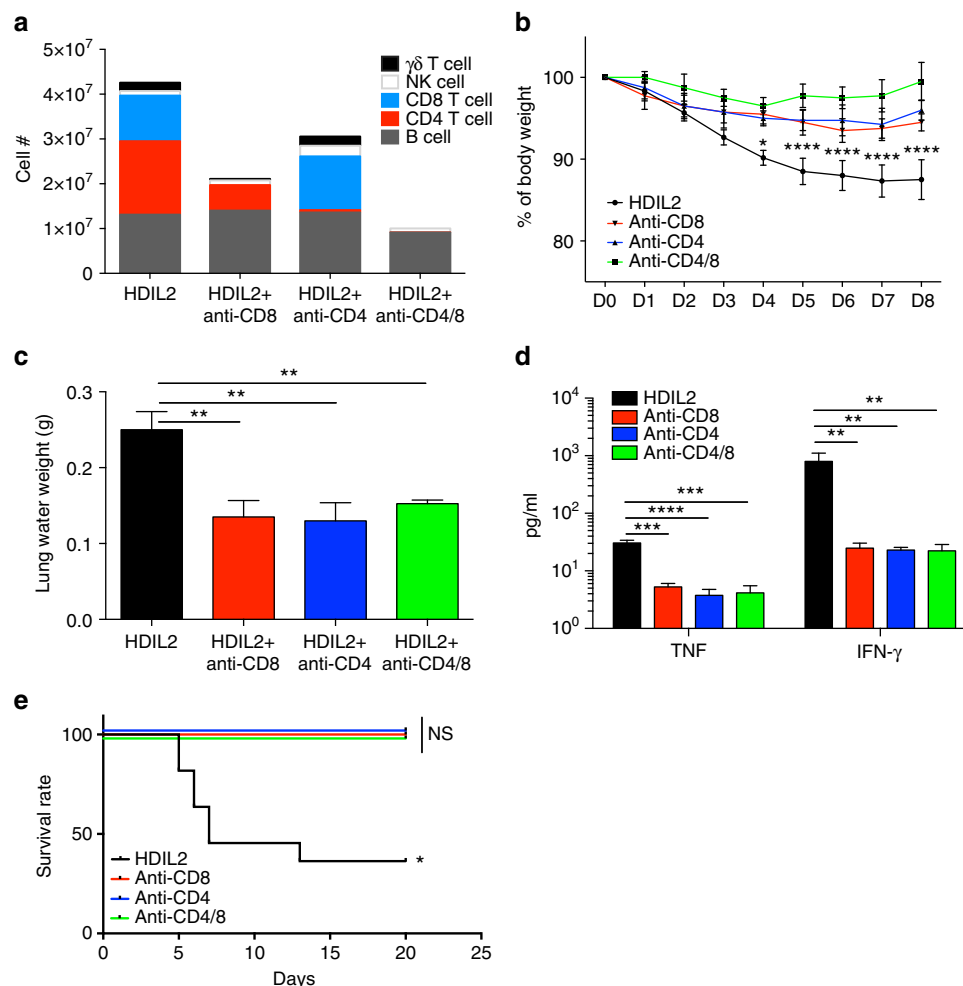 a
5×10⁷
4×10⁷
3×10⁷
2×10⁷
1×10⁷
0
Cell #
γδ T cell
NK cell
CD8 T cell
CD4 T cell
B cell
HDIL2
HDIL2+
anti-CD8
HDIL2+
anti-CD4
HDIL2+
anti-CD4/8
b
100
90
80
% of body weight
* **** **** **** ****
HDIL2
Anti-CD8
Anti-CD4
Anti-CD4/8
D0 D1 D2 D3 D4 D5 D6 D7 D8
c
**
**
**
0.3
0.2
0.1
0.0
Lung water weight (g)
HDIL2
HDIL2+
anti-CD8
HDIL2+
anti-CD4
HDIL2+
anti-CD4/8
d
HDIL2
Anti-CD8
Anti-CD4
Anti-CD4/8
10⁴
10³
10²
10¹
10⁰
pg/ml
***
****
***
**
**
**
TNF
IFN-γ
e
100
50
0
Survival rate
NS
*
HDIL2
Anti-CD8
Anti-CD4
Anti-CD4/8
0 5 10 15 20 25
Days